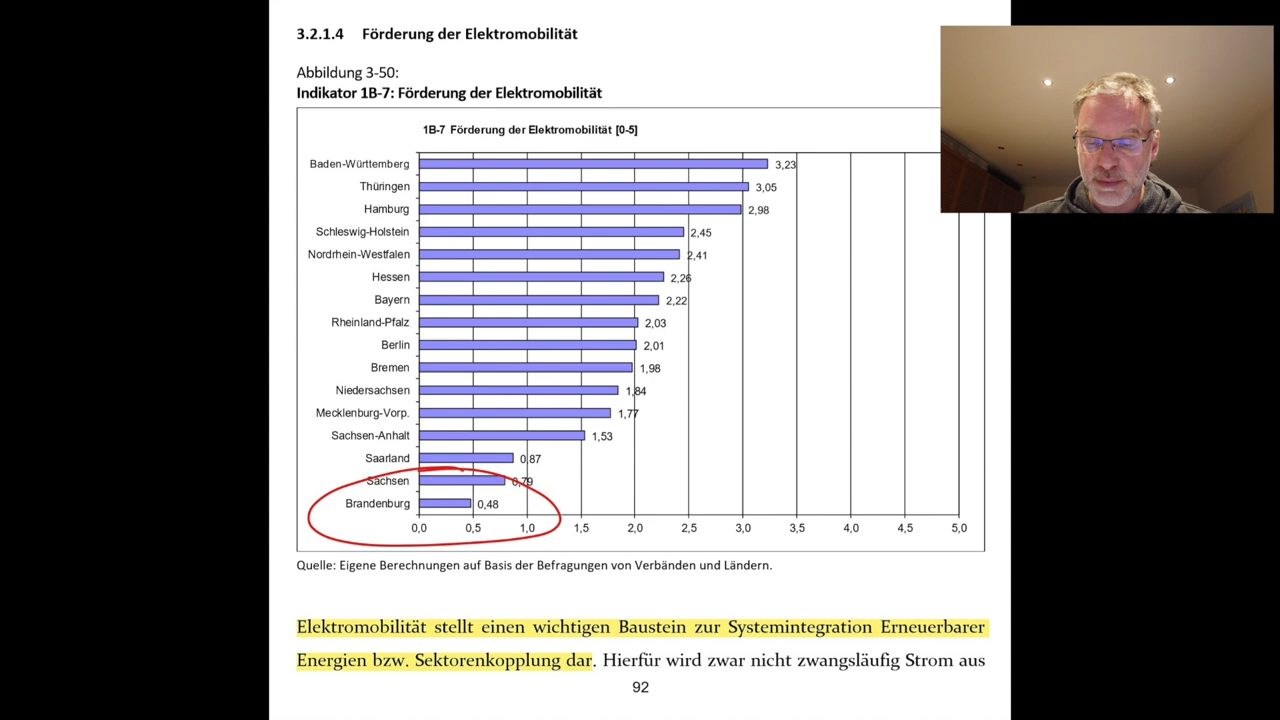 3.2.1.4 Förderung der Elektromobilität
Abbildung 3-50:
Indikator 1B-7: Förderung der Elektromobilität
1B-7 Förderung der Elektromobilität [0-5]
Baden-Württemberg 3,23
Thüringen 3,05
Hamburg 2,98
Schleswig-Holstein 2,45
Nordrhein-Westfalen 2,41
Hessen 2,26
Bayern 2,22
Rheinland-Pfalz 2,03
Berlin 2,01
Bremen 1,98
Niedersachsen 1,84
Mecklenburg-Vorp. 1,77
Sachsen-Anhalt 1,53
Saarland 0,87
Sachsen 0,79
Brandenburg 0,48
0,0 0,5 1,0 1,5 2,0 2,5 3,0 3,5 4,0 4,5 5,0
Quelle: Eigene Berechnungen auf Basis der Befragungen von Verbänden und Ländern.
Elektromobilität stellt einen wichtigen Baustein zur Systemintegration Erneuerbarer
Energien bzw. Sektorenkopplung dar. Hierfür wird zwar nicht zwangsläufig Strom aus
92